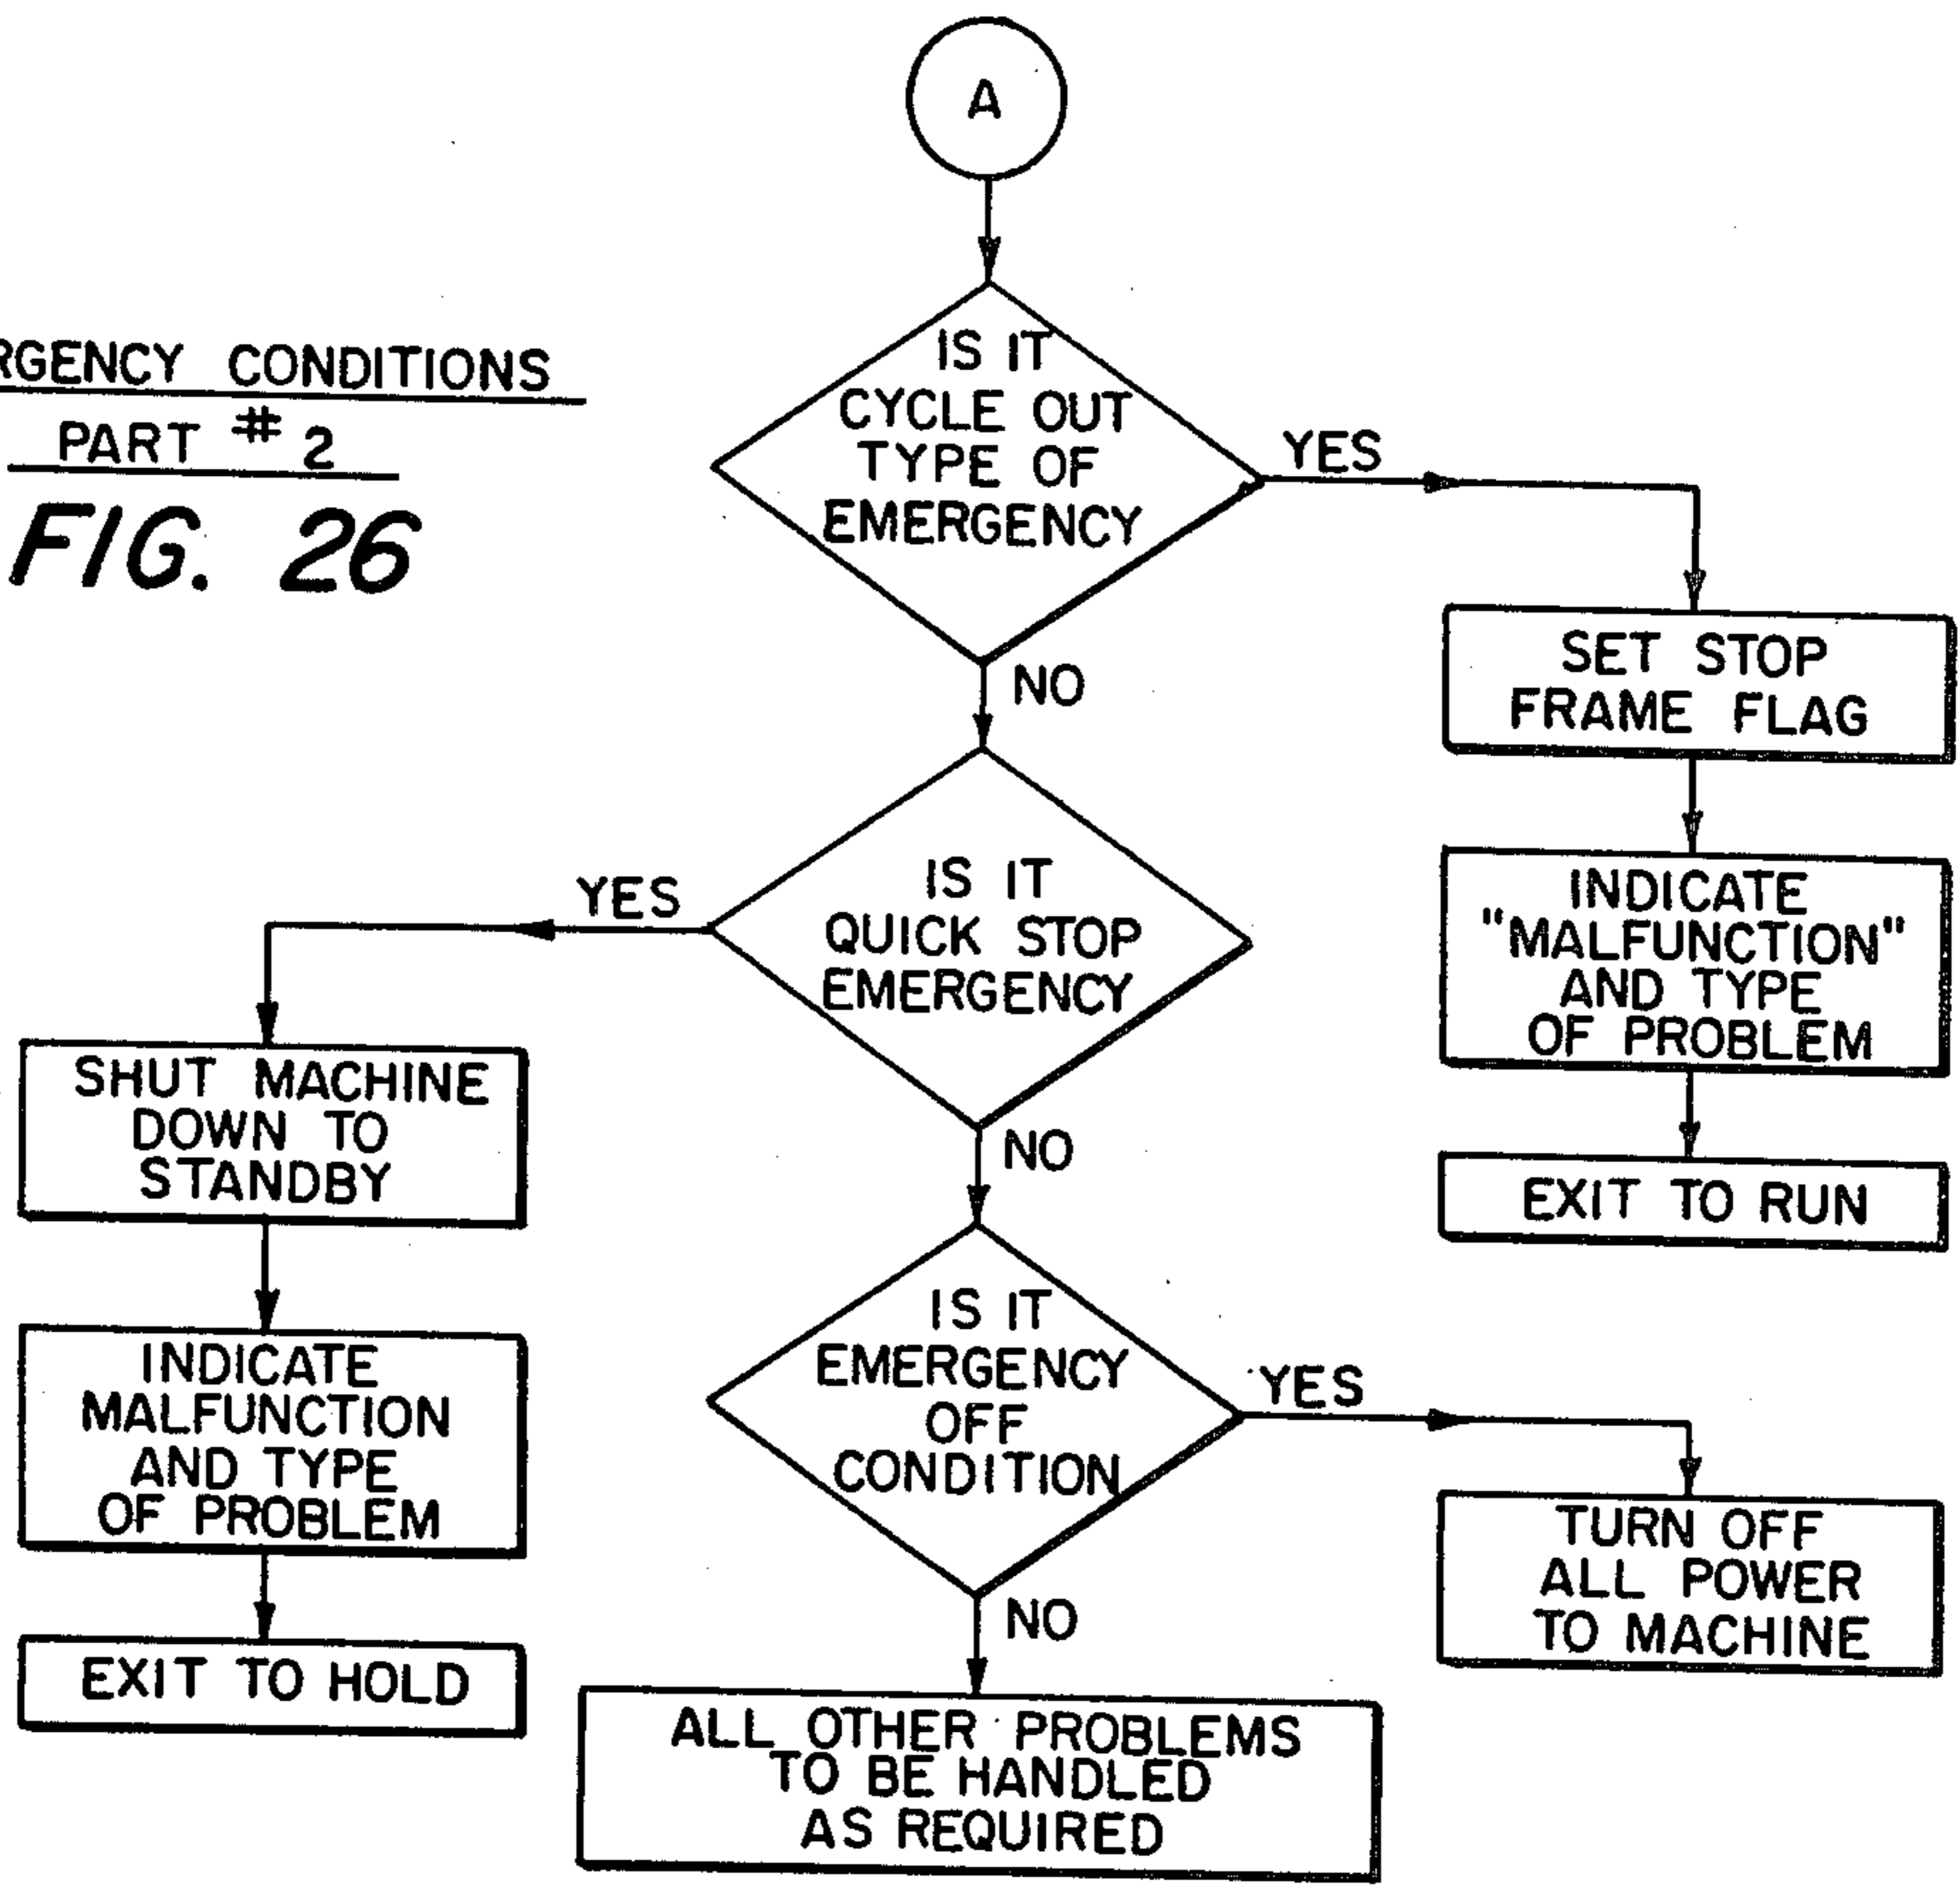 A
RGENCY CONDITIONS
PART # 2
FIG. 26
IS IT
CYCLE OUT
TYPE OF
EMERGENCY
YES
NO
SET STOP
FRAME FLAG
INDICATE
"MALFUNCTION"
AND TYPE
OF PROBLEM
EXIT TO RUN
IS IT
QUICK STOP
EMERGENCY
YES
NO
SHUT MACHINE
DOWN TO
STANDBY
INDICATE
MALFUNCTION
AND TYPE
OF PROBLEM
EXIT TO HOLD
IS IT
EMERGENCY
OFF
CONDITION
YES
NO
TURN OFF
ALL POWER
TO MACHINE
ALL OTHER PROBLEMS
TO BE HANDLED
AS REQUIRED